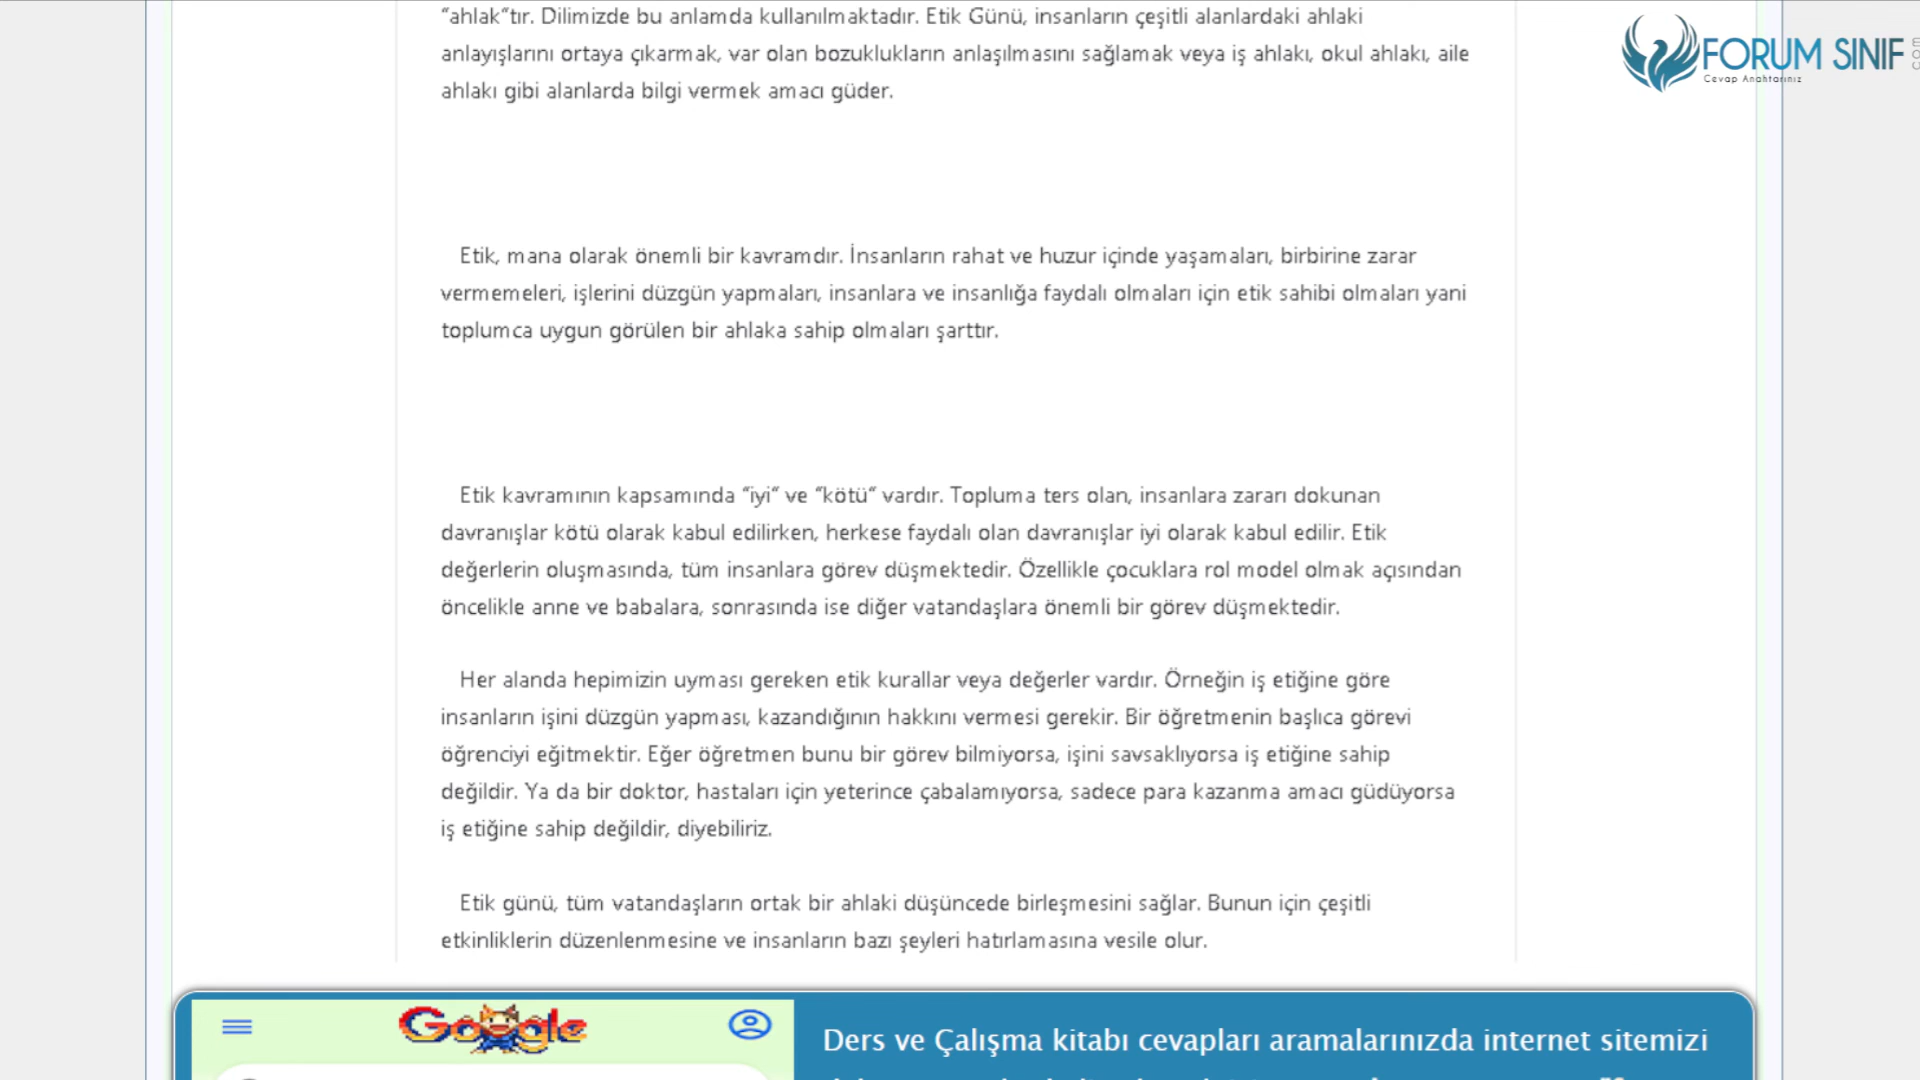 “ahlak“tır. Dilimizde bu anlamda kullanılmaktadır. Etik Günü, insanların çeşitli alanlardaki ahlaki
anlayışlarını ortaya çıkarmak, var olan bozuklukların anlaşılmasını sağlamak veya iş ahlakı, okul ahlakı, aile
ahlakı gibi alanlarda bilgi vermek amacı güder.
FORUM SINIF
Cevap Anahtarınız
Etik, mana olarak önemli bir kavramdır. İnsanların rahat ve huzur içinde yaşamaları, birbirine zarar
vermemeleri, işlerini düzgün yapmaları, insanlara ve insanlığa faydalı olmaları için etik sahibi olmaları yani
toplumca uygun görülen bir ahlaka sahip olmaları şarttır.
Etik kavramının kapsamında “iyi“ ve “kötü“ vardır. Topluma ters olan, insanlara zararı dokunan
davranışlar kötü olarak kabul edilirken, herkese faydalı olan davranışlar iyi olarak kabul edilir. Etik
değerlerin oluşmasında, tüm insanlara görev düşmektedir. Özellikle çocuklara rol model olmak açısından
öncelikle anne ve babalara, sonrasında ise diğer vatandaşlara önemli bir görev düşmektedir.
Her alanda hepimizin uyması gereken etik kurallar veya değerler vardır. Örneğin iş etiğine göre
insanların işini düzgün yapması, kazandığının hakkını vermesi gerekir. Bir öğretmenin başlıca görevi
öğrenciyi eğitmektir. Eğer öğretmen bunu bir görev bilmiyorsa, işini savsaklıyorsa iş etiğine sahip
değildir. Ya da bir doktor, hastaları için yeterince çabalamıyorsa, sadece para kazanma amacı güdüyorsa
iş etiğine sahip değildir, diyebiliriz.
Etik günü, tüm vatandaşların ortak bir ahlaki düşüncede birleşmesini sağlar. Bunun için çeşitli
etkinliklerin düzenlenmesine ve insanların bazı şeyleri hatırlamasına vesile olur.
Google
Ders ve Çalışma kitabı cevapları aramalarınızda internet sitemizi